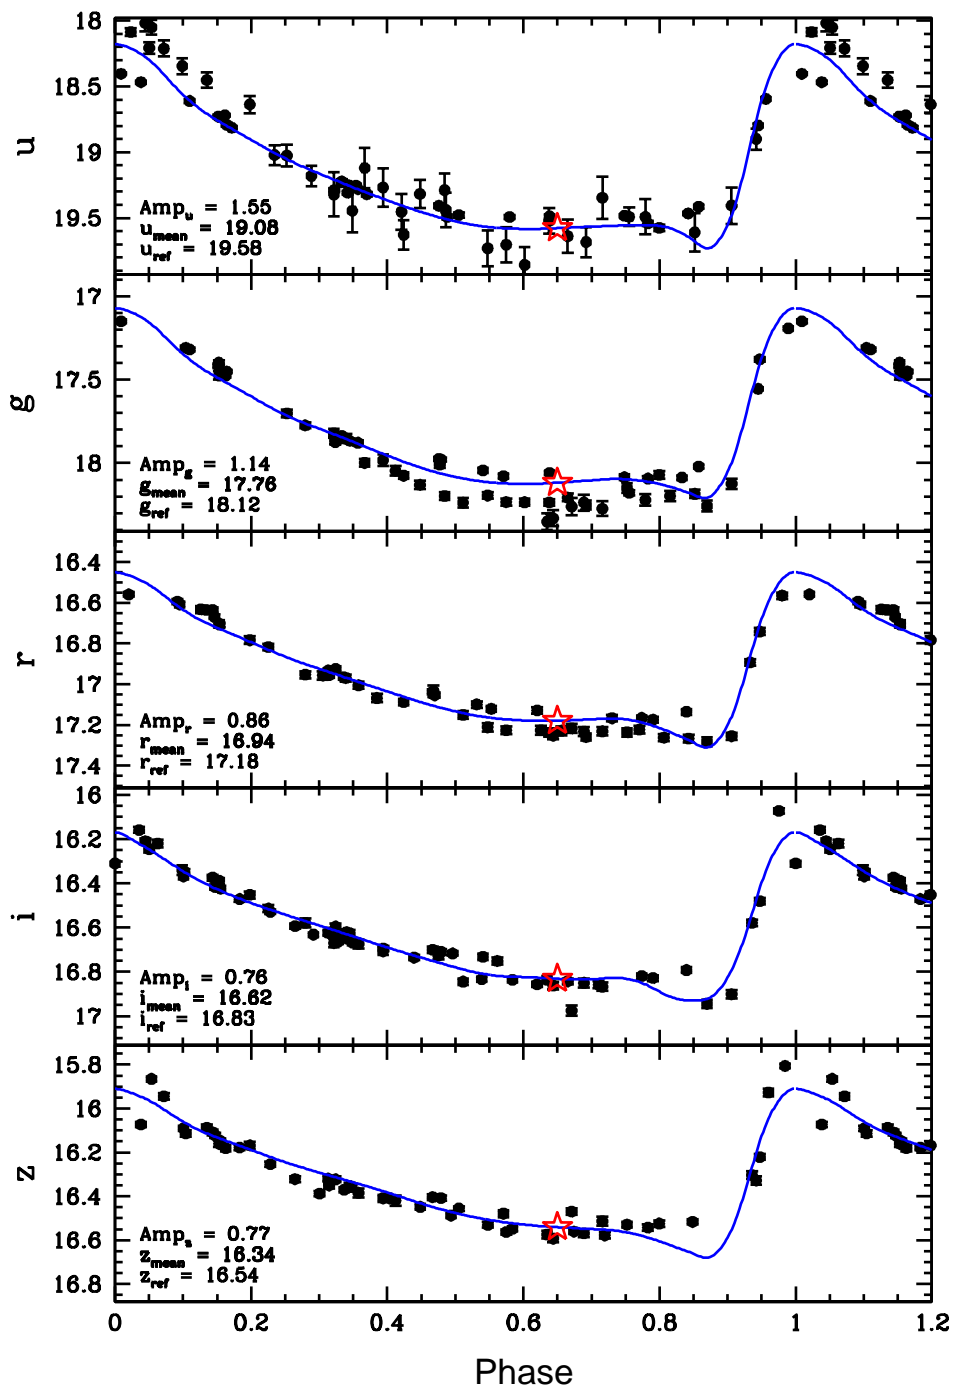 18
18.5
19
19.5
u
Amp_u = 1.55
u_mean = 19.08
u_ref = 19.58
17
17.5
18
g
Amp_g = 1.14
g_mean = 17.76
g_ref = 18.12
16.4
16.6
16.8
17
17.2
17.4
r
Amp_r = 0.86
r_mean = 16.94
r_ref = 17.18
16
16.2
16.4
16.6
16.8
17
i
Amp_i = 0.76
i_mean = 16.62
i_ref = 16.83
15.8
16
16.2
16.4
16.6
16.8
z
Amp_z = 0.77
z_mean = 16.34
z_ref = 16.54
0 0.2 0.4 0.6 0.8 1 1.2
Phase